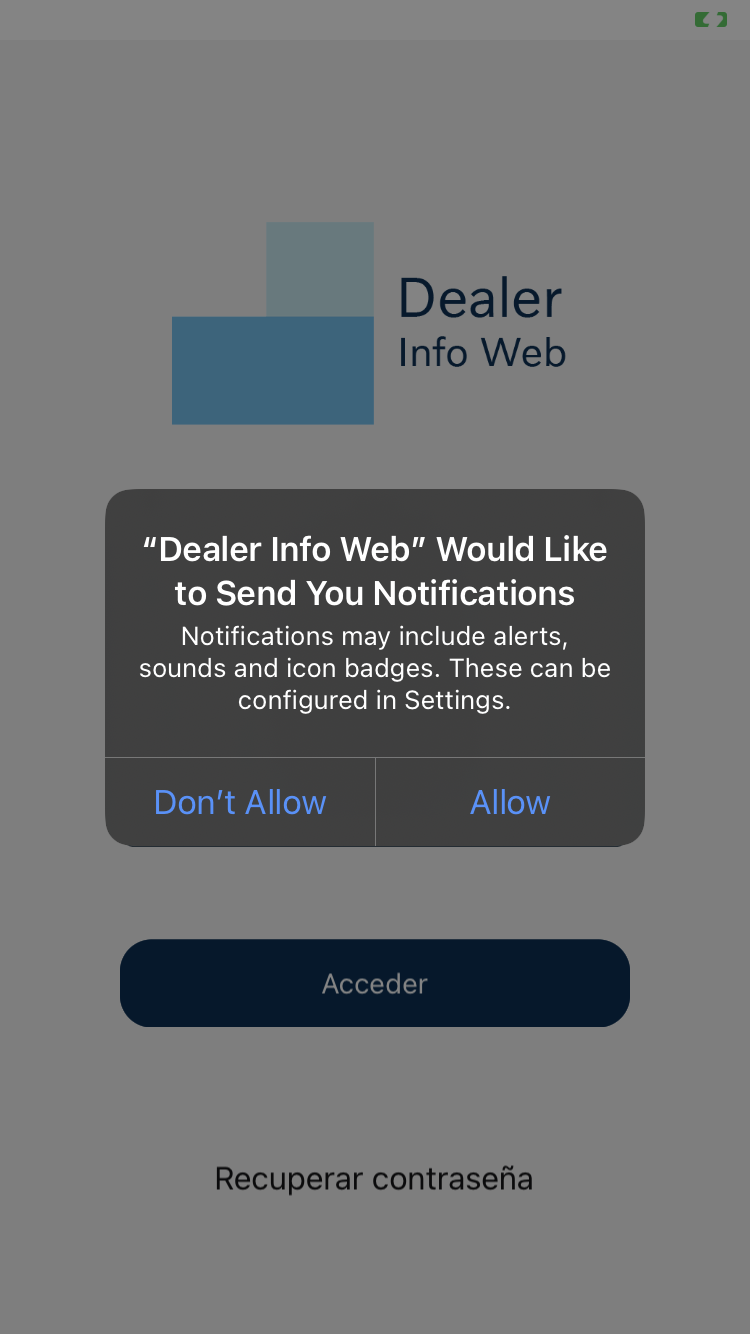 Dealer
Info Web
“Dealer Info Web” Would Like
to Send You Notifications
Notifications may include alerts,
sounds and icon badges. These can be
configured in Settings.
Don’t Allow
Allow
Acceder
Recuperar contraseña